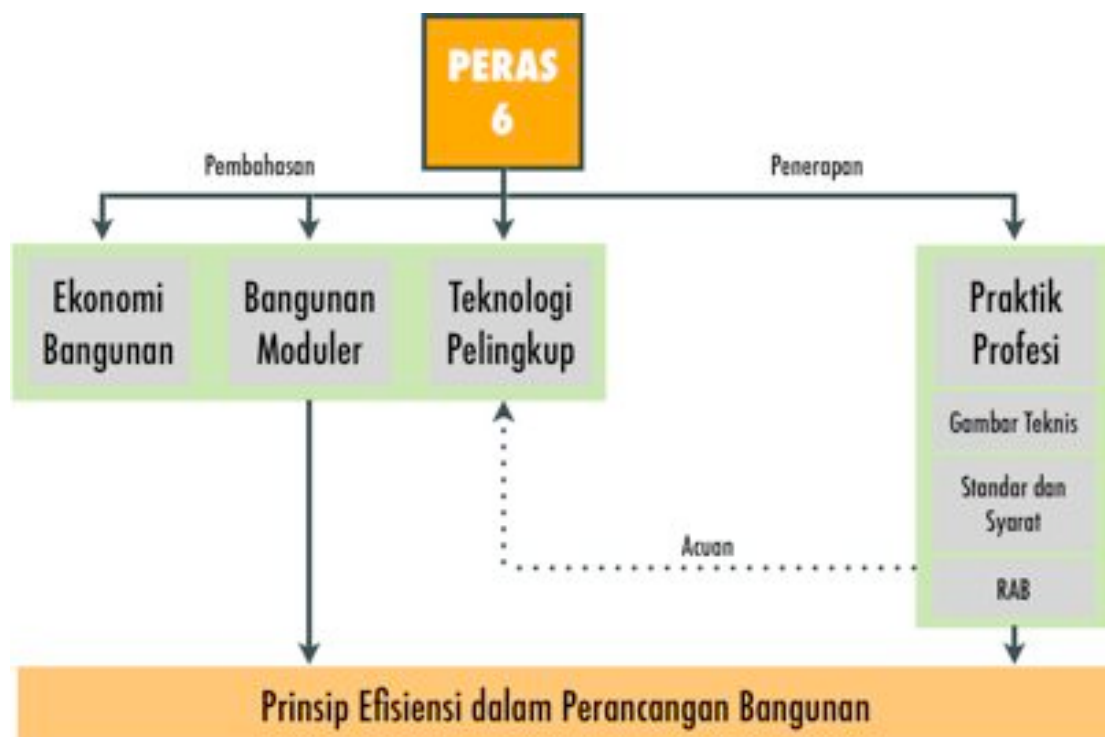 PERAS
6
Pembahasan
Penerapan
Ekonomi
Bangunan
Bangunan
Moduler
Teknologi
Pelingkup
Praktik
Profesi
Gambar Teknis
Standar dan
Syarat
RAB
Acuan
Prinsip Efisiensi dalam Perancangan Bangunan